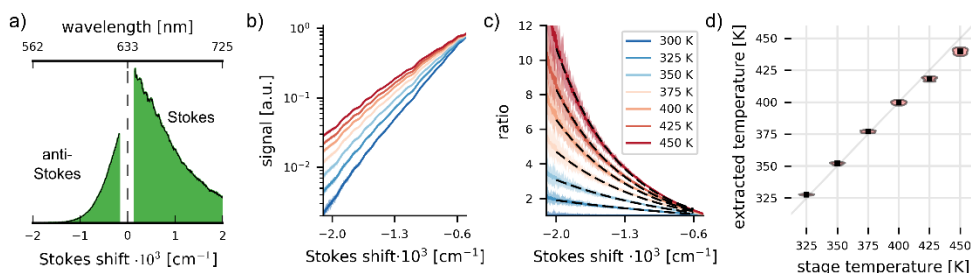 a)
wavelength [nm]
562 633 725
Stokes
anti-
Stokes
−2 −1 0 1 2
Stokes shift ·10³ [cm⁻¹]
b)
signal [a.u.]
10⁰
10⁻¹
10⁻²
−2.0 −1.3 −0.6
Stokes shift·10³ [cm⁻¹]
c)
ratio
12
10
8
6
4
2
300 K
325 K
350 K
375 K
400 K
425 K
450 K
−2.0 −1.3 −0.6
Stokes shift·10³ [cm⁻¹]
d)
extracted temperature [K]
450
425
400
375
350
325
325 350 375 400 425 450
stage temperature [K]